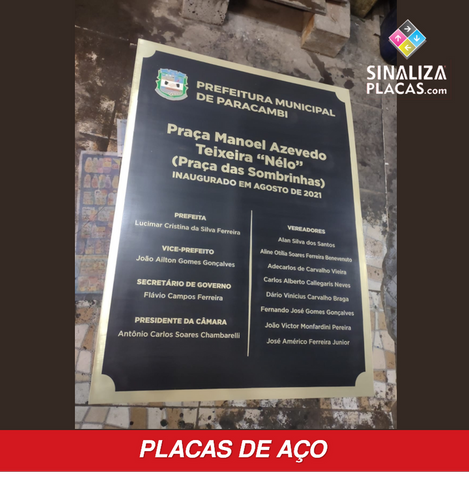 SINALIZA
PLACAS.com
PREFEITURA MUNICIPAL
DE PARACAMBI
Praça Manoel Azevedo
Teixeira “Nélo”
(Praça das Sombrinhas)
INAUGURADO EM AGOSTO DE 2021
PREFEITA
Lucimar Cristina da Silva Ferreira
VICE-PREFEITO
João Ailton Gomes Gonçalves
SECRETÁRIO DE GOVERNO
Flávio Campos Ferreira
PRESIDENTE DA CÂMARA
Antônio Carlos Soares Chambarelli
VEREADORES
Alan Silva dos Santos
Aline Otília Soares Ferreira Benevenuto
Adecarlos de Carvalho Vieira
Carlos Alberto Callegaris Neves
Dário Vinicius Carvalho Braga
Fernando José Gomes Gonçalves
João Victor Monfardini Pereira
José Américo Ferreira Junior
PLACAS DE AÇO